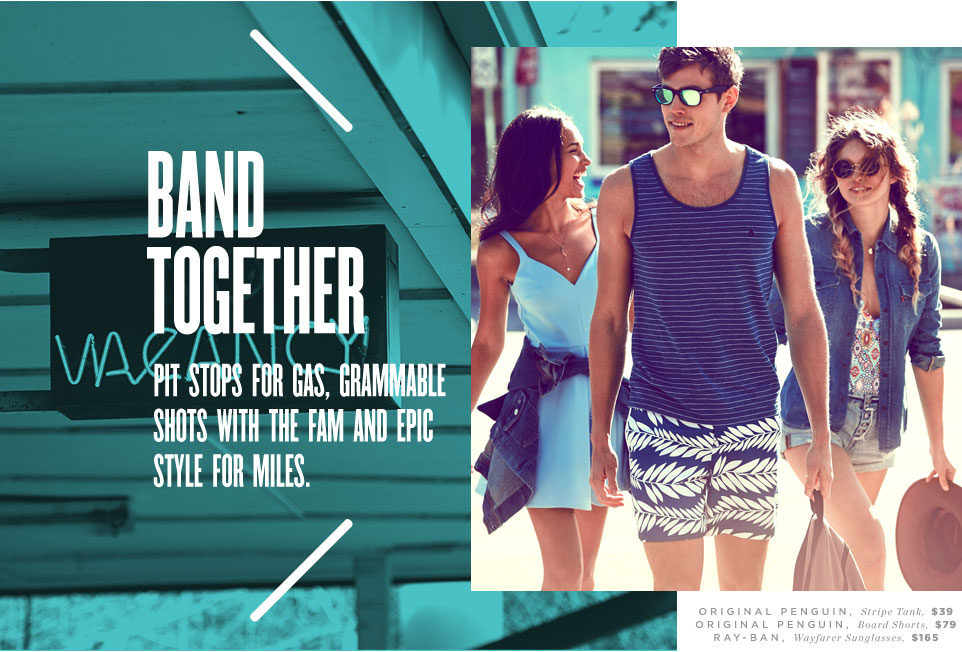 BAND
TOGETHER
VACANCY
PIT STOPS FOR GAS, GRAMMABLE
SHOTS WITH THE FAM AND EPIC
STYLE FOR MILES.
ORIGINAL PENGUIN, Stripe Tank, $39
ORIGINAL PENGUIN, Board Shorts, $79
RAY-BAN, Wayfarer Sunglasses, $165